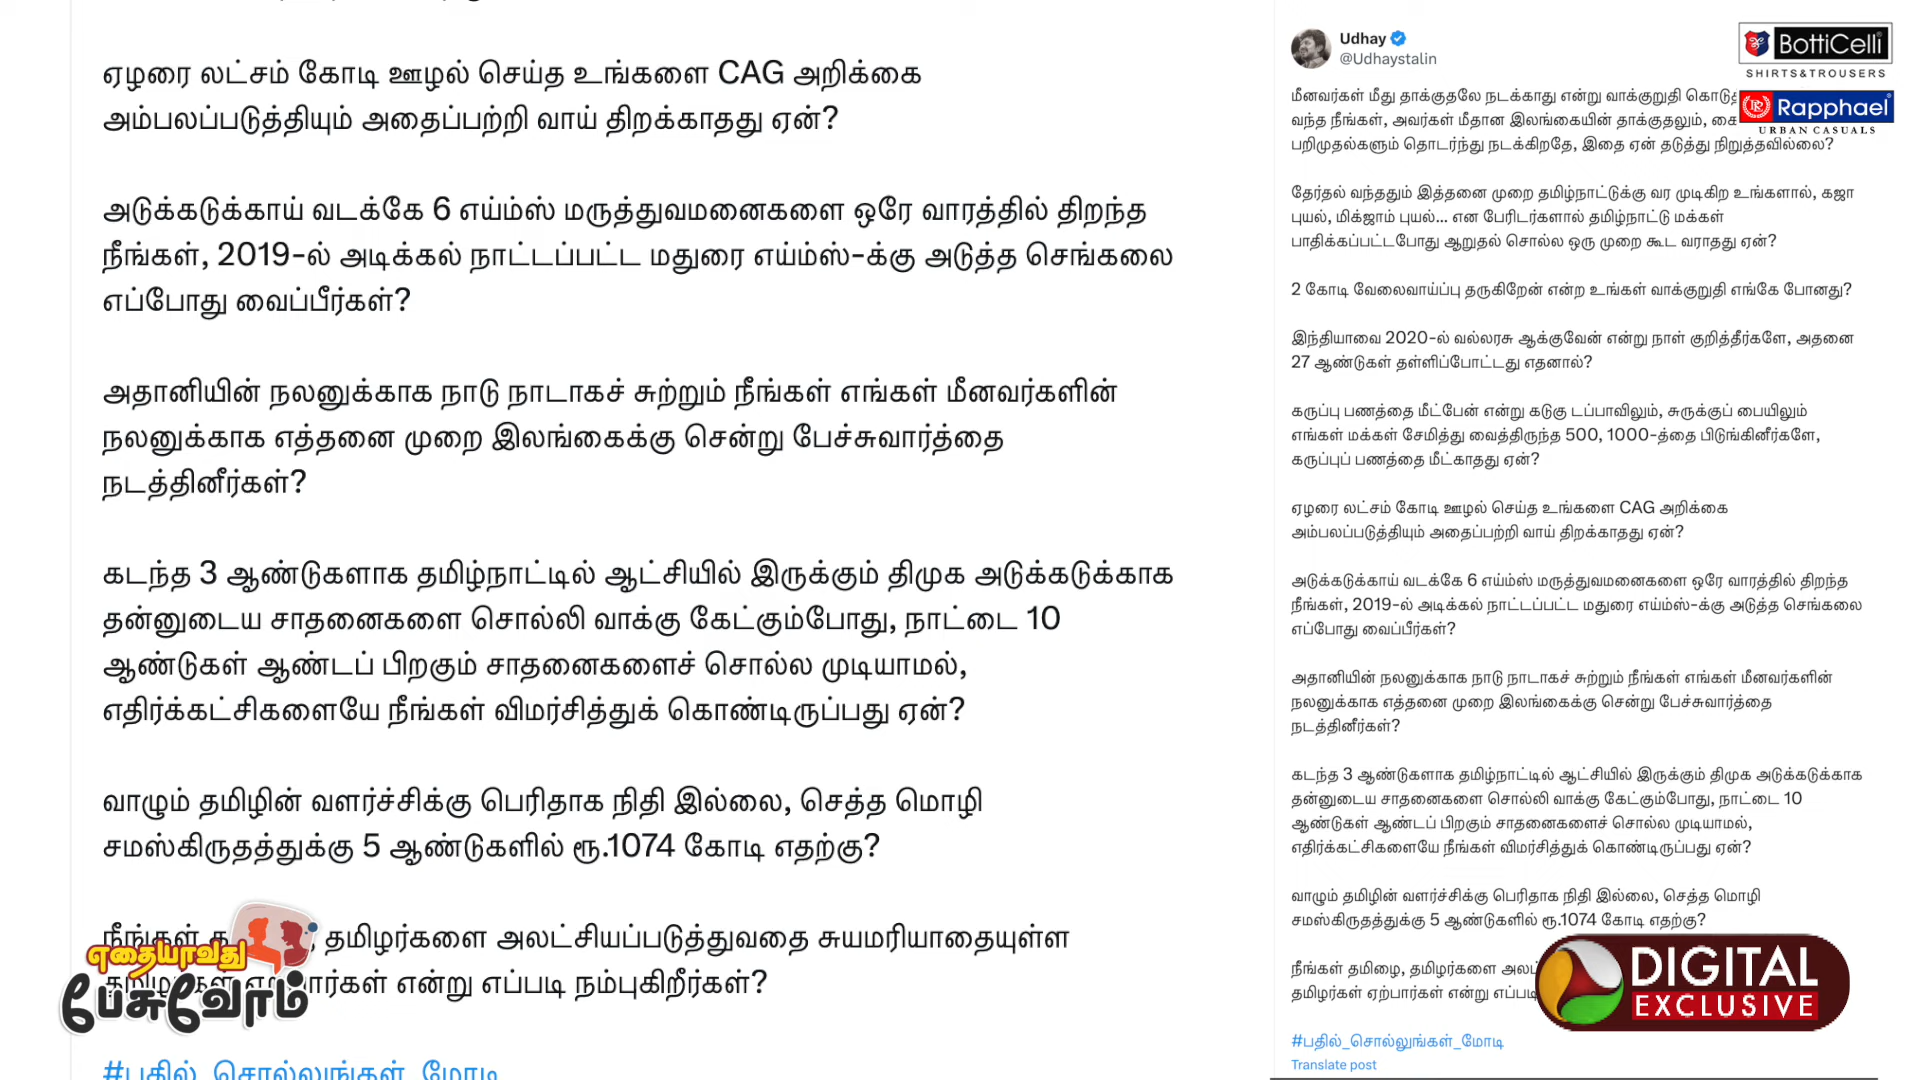 ஏழரை லட்சம் கோடி ஊழல் செய்த உங்களை CAG அறிக்கை
அம்பலப்படுத்தியும் அதைப்பற்றி வாய் திறக்காதது ஏன்?
அடுக்கடுக்காய் வடக்கே 6 எய்ம்ஸ் மருத்துவமனைகளை ஒரே வாரத்தில் திறந்த
நீங்கள், 2019-ல் அடிக்கல் நாட்டப்பட்ட மதுரை எய்ம்ஸ்-க்கு அடுத்த செங்கலை
எப்போது வைப்பீர்கள்?
அதானியின் நலனுக்காக நாடு நாடாகச் சுற்றும் நீங்கள் எங்கள் மீனவர்களின்
நலனுக்காக எத்தனை முறை இலங்கைக்கு சென்று பேச்சுவார்த்தை
நடத்தினீர்கள்?
கடந்த 3 ஆண்டுகளாக தமிழ்நாட்டில் ஆட்சியில் இருக்கும் திமுக அடுக்கடுக்காக
தன்னுடைய சாதனைகளை சொல்லி வாக்கு கேட்கும்போது, நாட்டை 10
ஆண்டுகள் ஆண்டப் பிறகும் சாதனைகளைச் சொல்ல முடியாமல்,
எதிர்க்கட்சிகளையே நீங்கள் விமர்சித்துக் கொண்டிருப்பது ஏன்?
வாழும் தமிழின் வளர்ச்சிக்கு பெரிதாக நிதி இல்லை, செத்த மொழி
சமஸ்கிருதத்துக்கு 5 ஆண்டுகளில் ரூ.1074 கோடி எதற்கு?
நீங்கள் தமிழர்களை அலட்சியப்படுத்துவதை சுயமரியாதையுள்ள
என்று எப்படி நம்புகிறீர்கள்?
#பதில்_சொல்லுங்கள்_மோடி
எதையாவது
பேசுவோம்
Udhay
@Udhaystalin
மீனவர்கள் மீது தாக்குதலே நடக்காது என்று வாக்குறுதி
வந்த நீங்கள், அவர்கள் மீதான இலங்கையின் தாக்குதலும்,
பறிமுதல்களும் தொடர்ந்து நடக்கிறதே, இதை ஏன் தடுத்து நிறுத்தவில்லை?
தேர்தல் வந்ததும் இத்தனை முறை தமிழ்நாட்டுக்கு வர முடிகிற உங்களால், கஜா
புயல், மிக்ஜாம் புயல்... என பேரிடர்களால் தமிழ்நாட்டு மக்கள்
பாதிக்கப்பட்டபோது ஆறுதல் சொல்ல ஒரு முறை கூட வராதது ஏன்?
2 கோடி வேலைவாய்ப்பு தருகிறேன் என்ற உங்கள் வாக்குறுதி எங்கே போனது?
இந்தியாவை 2020-ல் வல்லரசு ஆக்குவேன் என்று நாள் குறித்தீர்களே, அதனை
27 ஆண்டுகள் தள்ளிப்போட்டது எதனால்?
கருப்பு பணத்தை மீட்பேன் என்று கடுகு டப்பாவிலும், சுருக்குப் பையிலும்
எங்கள் மக்கள் சேமித்து வைத்திருந்த 500, 1000-த்தை பிடுங்கினீர்களே,
கருப்புப் பணத்தை மீட்காதது ஏன்?
ஏழரை லட்சம் கோடி ஊழல் செய்த உங்களை CAG அறிக்கை
அம்பலப்படுத்தியும் அதைப்பற்றி வாய் திறக்காதது ஏன்?
அடுக்கடுக்காய் வடக்கே 6 எய்ம்ஸ் மருத்துவமனைகளை ஒரே வாரத்தில் திறந்த
நீங்கள், 2019-ல் அடிக்கல் நாட்டப்பட்ட மதுரை எய்ம்ஸ்-க்கு அடுத்த செங்கலை
எப்போது வைப்பீர்கள்?
அதானியின் நலனுக்காக நாடு நாடாகச் சுற்றும் நீங்கள் எங்கள் மீனவர்களின்
நலனுக்காக எத்தனை முறை இலங்கைக்கு சென்று பேச்சுவார்த்தை
நடத்தினீர்கள்?
கடந்த 3 ஆண்டுகளாக தமிழ்நாட்டில் ஆட்சியில் இருக்கும் திமுக அடுக்கடுக்காக
தன்னுடைய சாதனைகளை சொல்லி வாக்கு கேட்கும்போது, நாட்டை 10
ஆண்டுகள் ஆண்டப் பிறகும் சாதனைகளைச் சொல்ல முடியாமல்,
எதிர்க்கட்சிகளையே நீங்கள் விமர்சித்துக் கொண்டிருப்பது ஏன்?
வாழும் தமிழின் வளர்ச்சிக்கு பெரிதாக நிதி இல்லை, செத்த மொழி
சமஸ்கிருதத்துக்கு 5 ஆண்டுகளில் ரூ.1074 கோடி எதற்கு?
நீங்கள் தமிழை, தமிழர்களை
தமிழர்கள் ஏற்பார்கள் என்று
#பதில்_சொல்லுங்கள்_மோடி
Translate post
BottiCelli
SHIRTS&TROUSERS
Rapphael
URBAN CASUALS
DIGITAL
EXCLUSIVE